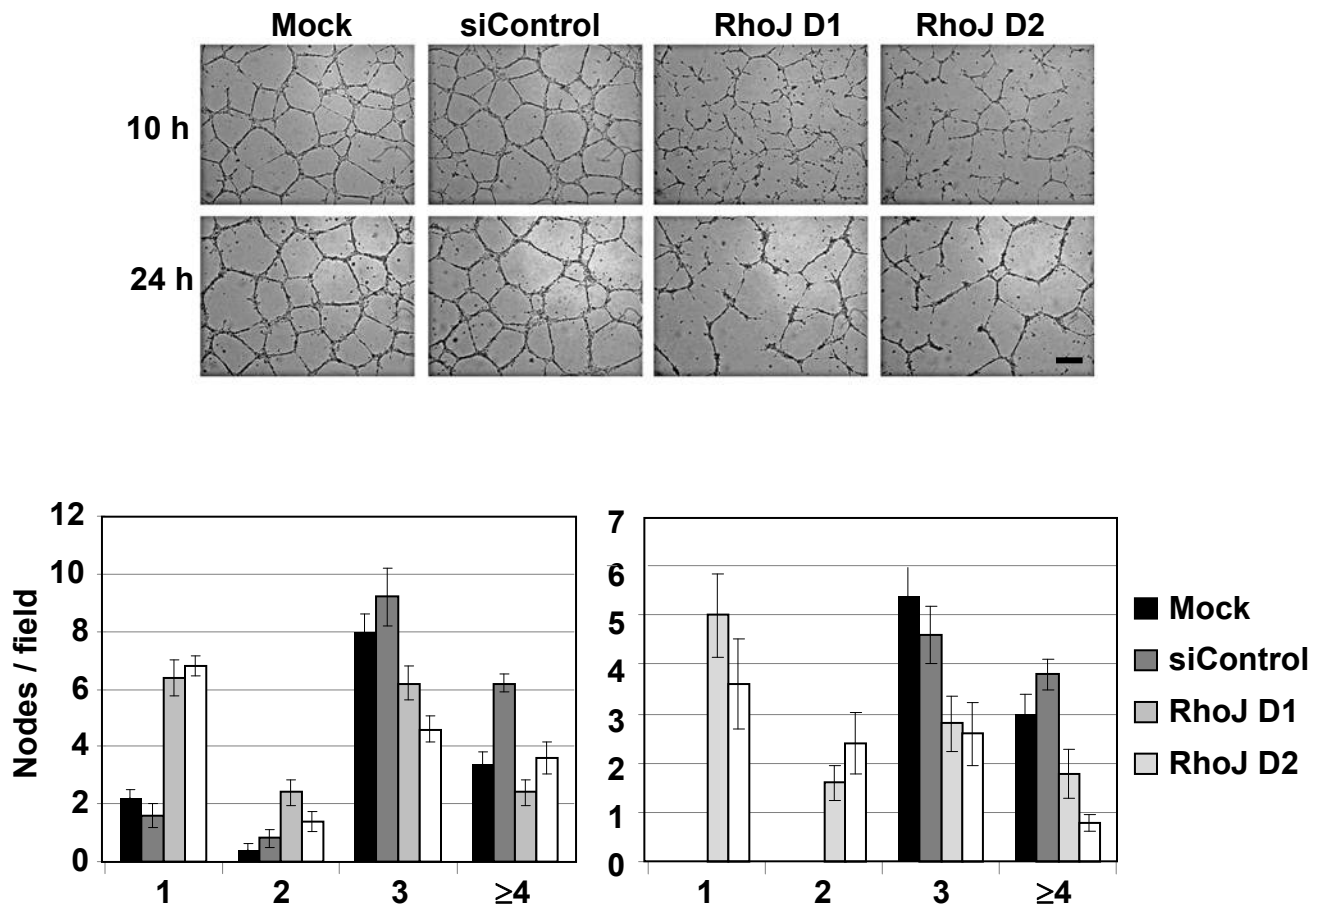 Mock siControl RhoJ D1 RhoJ D2
10 h
24 h
Nodes / field
12
10
8
6
4
2
0
1 2 3 ≥4
7
6
5
4
3
2
1
0
1 2 3 ≥4
Mock
siControl
RhoJ D1
RhoJ D2